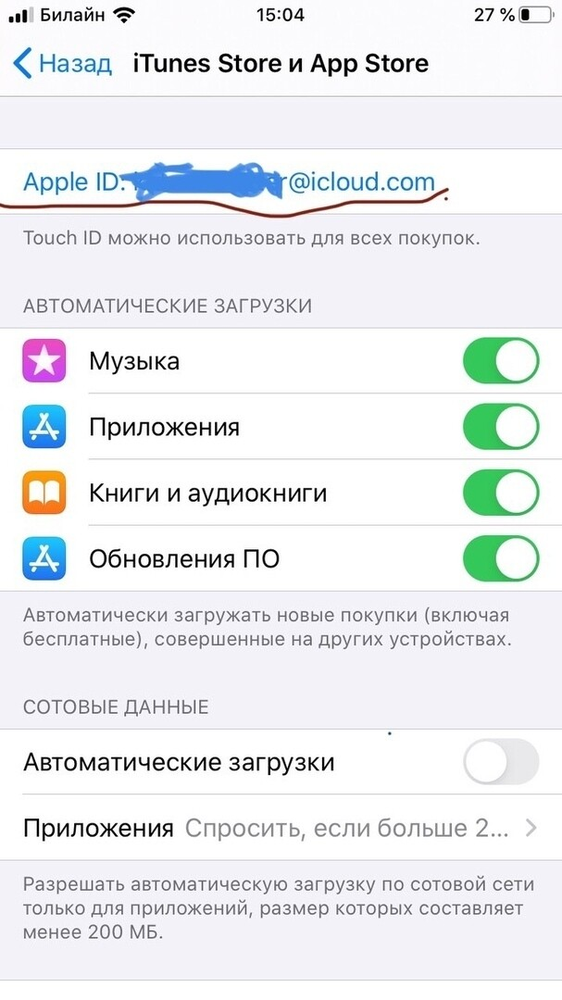 Билайн 15:04 27 %
Назад iTunes Store и App Store
Apple ID: r@icloud.com
Touch ID можно использовать для всех покупок.
АВТОМАТИЧЕСКИЕ ЗАГРУЗКИ
Музыка
Приложения
Книги и аудиокниги
Обновления ПО
Автоматически загружать новые покупки (включая
бесплатные), совершенные на других устройствах.
СОТОВЫЕ ДАННЫЕ
Автоматические загрузки
Приложения Спросить, если больше 2...
Разрешать автоматическую загрузку по сотовой сети
только для приложений, размер которых составляет
менее 200 МБ.